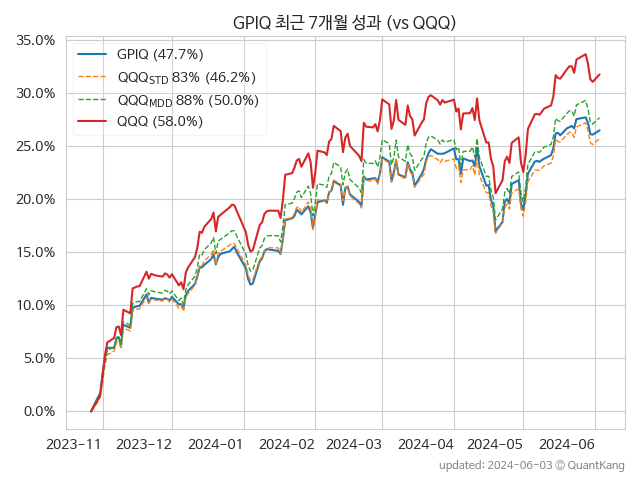 GPIQ 최근 7개월 성과 (vs QQQ)
35.0%
30.0%
25.0%
20.0%
15.0%
10.0%
5.0%
0.0%
GPIQ (47.7%)
QQQSTD 83% (46.2%)
QQQMDD 88% (50.0%)
QQQ (58.0%)
2023-11 2023-12 2024-01 2024-02 2024-03 2024-04 2024-05 2024-06
updated: 2024-06-03 © QuantKang